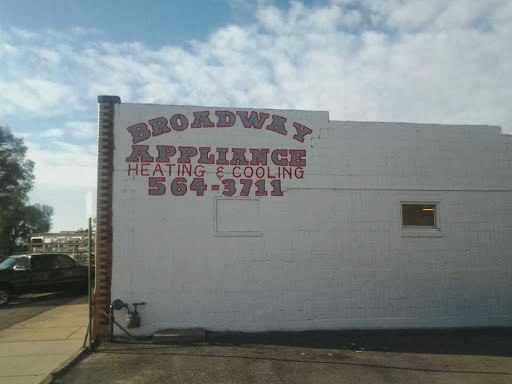 BROADWAY
APPLIANCE
HEATING & COOLING
564-3711